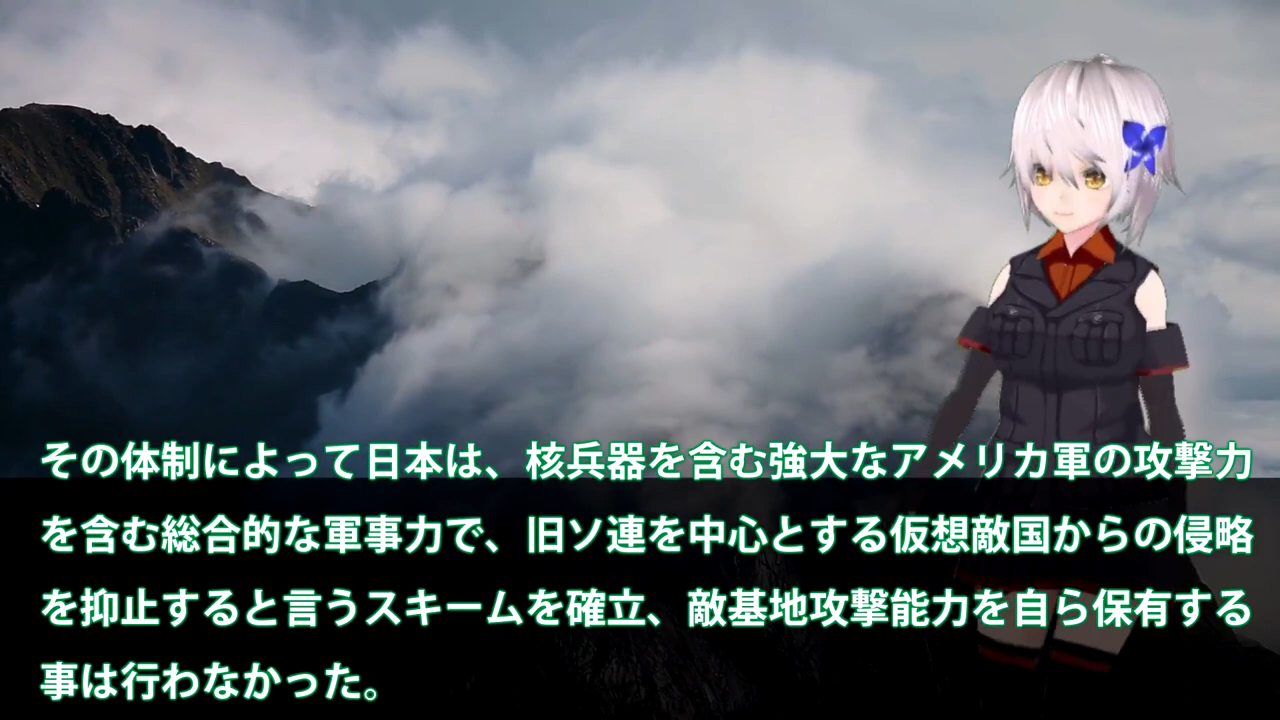 その体制によって日本は、核兵器を含む強大なアメリカ軍の攻撃力
を含む総合的な軍事力で、旧ソ連を中心とする仮想敵国からの侵略
を抑止すると言うスキームを確立、敵基地攻撃能力を自ら保有する
事は行わなかった。